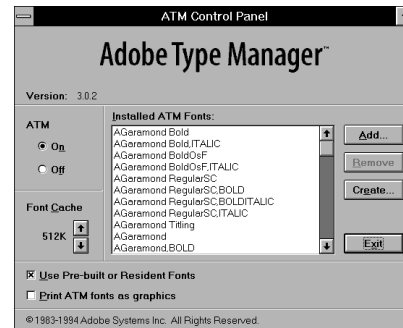 ATM Control Panel
Adobe Type Manager™
Version: 3.0.2
ATM
On
Off
Font Cache
512K
Installed ATM Fonts:
AGaramond Bold
AGaramond Bold,ITALIC
AGaramond BoldOsF
AGaramond BoldOsF,ITALIC
AGaramond RegularSC
AGaramond RegularSC,BOLD
AGaramond RegularSC,BOLDITALIC
AGaramond RegularSC,ITALIC
AGaramond Titling
AGaramond
AGaramond,BOLD
Add...
Remove
Create...
Exit
Use Pre-built or Resident Fonts
Print ATM fonts as graphics
©1983-1994 Adobe Systems Inc. All Rights Reserved.